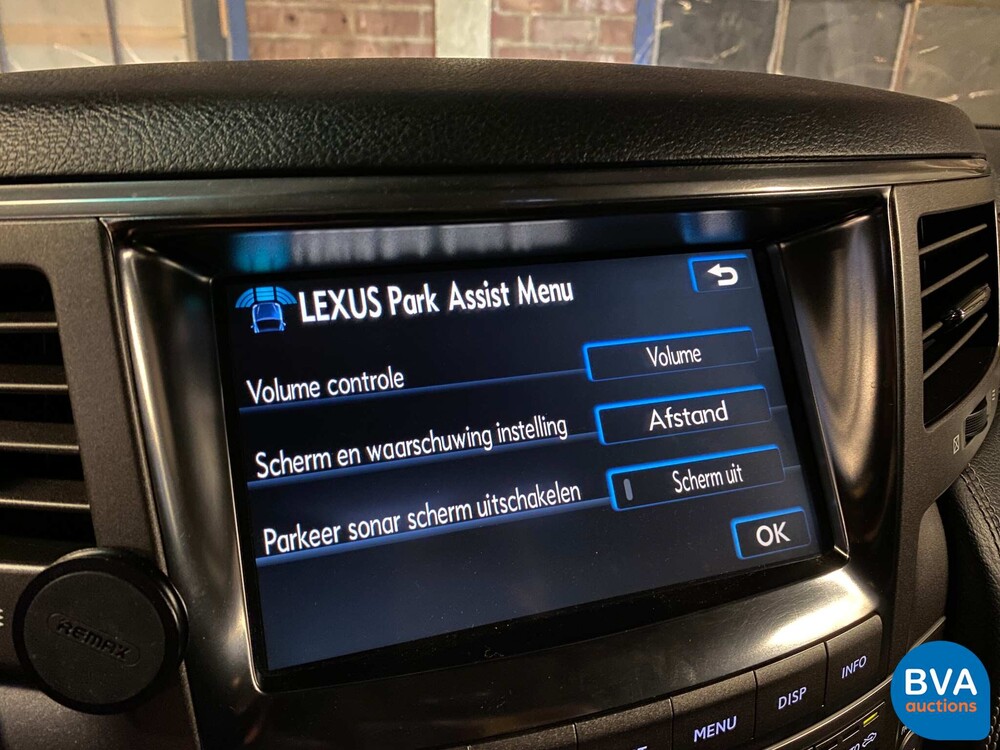 LEXUS Park Assist Menu
Volume controle
Volume
Scherm en waarschuwing instelling
Afstand
Parkeer sonar scherm uitschakelen
Scherm uit
OK
REMAX
MENU
DISP
INFO
BVA
auctions